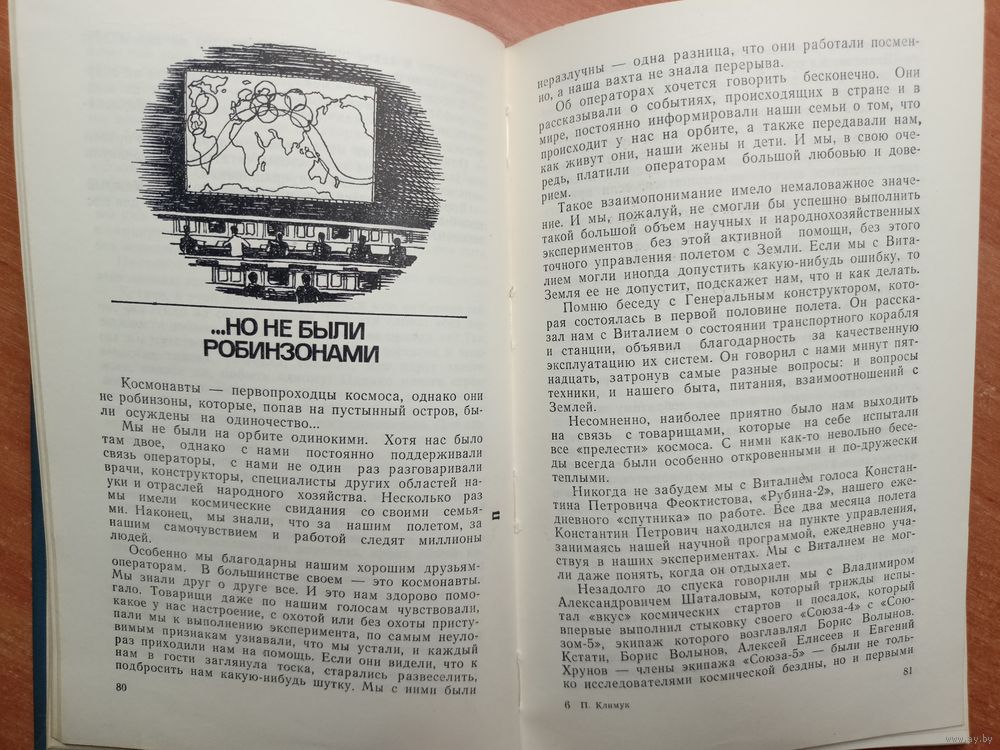 ...НО НЕ БЫЛИ
РОБИНЗОНАМИ
Космонавты — первопроходцы космоса, однако они
не робинзоны, которые, попав на пустынный остров, бы-
ли осуждены на одиночество...
Мы не были на орбите одинокими. Хотя нас было
там двое, однако с нами постоянно поддерживали
связь операторы, с нами не один раз разговаривали
врачи, конструкторы, специалисты других областей на-
уки и отраслей народного хозяйства. Несколько раз
мы имели космические свидания со своими семья-
ми. Наконец, мы знали, что за нашим полетом, за
нашим самочувствием и работой следят миллионы
людей.
Особенно мы благодарны нашим хорошим друзьям-
операторам. В большинстве своем — это космонавты.
Мы знали друг о друге все. И это нам здорово помо-
гало. Товарищи даже по нашим голосам чувствовали,
какое у нас настроение, с охотой или без охоты присту-
пали мы к выполнению эксперимента, по самым неуло-
вимым признакам узнавали, что мы устали, и каждый
раз приходили нам на помощь. Если они видели, что к
нам в гости заглянула тоска, старались развеселить,
подбросить нам какую-нибудь шутку. Мы с ними были
80
неразлучны — одна разница, что они работали посмен-
но, а наша вахта не знала перерыва.
Об операторах хочется говорить бесконечно. Они
рассказывали о событиях, происходящих в стране и в
мире, постоянно информировали наши семьи о том, что
происходит у нас на орбите, а также передавали нам,
как живут они, наши жены и дети. И мы, в свою оче-
редь, платили операторам большой любовью и дове-
рием.
Такое взаимопонимание имело немаловажное значе-
ние. И мы, пожалуй, не смогли бы успешно выполнить
такой большой объем научных и народнохозяйственных
экспериментов без этой активной помощи, без этого
точного управления полетом с Земли. Если мы с Вита-
лием могли иногда допустить какую-нибудь ошибку, то
Земля ее не допустит, подскажет нам, что и как делать.
Помню беседу с Генеральным конструктором, кото-
рая состоялась в первой половине полета. Он расска-
зал нам с Виталием о состоянии транспортного корабля
и станции, объявил благодарность за качественную
эксплуатацию их систем. Он говорил с нами минут пят-
надцать, затронув самые разные вопросы: и вопросы
техники, и нашего быта, питания, взаимоотношений с
Землей.
Несомненно, наиболее приятно было нам выходить
на связь с товарищами, которые на себе испытали
все «прелести» космоса. С ними как-то невольно бесе-
ды всегда были особенно откровенными и по-дружески
теплыми.
Никогда не забудем мы с Виталием голоса Констан-
тина Петровича Феоктистова, «Рубина-2», нашего еже-
дневного «спутника» по работе. Все два месяца полета
Константин Петрович находился на пункте управления,
занимаясь нашей научной программой, ежедневно уча-
ствуя в наших экспериментах. Мы с Виталием не мог-
ли даже понять, когда он отдыхает.
Незадолго до спуска говорили мы с Владимиром
Александровичем Шаталовым, который трижды испы-
тал «вкус» космических стартов и посадок, который
впервые выполнил стыковку своего «Союза-4» с «Сою-
зом-5», экипаж которого возглавлял Борис Волынов.
Кстати, Борис Волынов, Алексей Елисеев и Евгений
Хрунов — члены экипажа «Союза-5» — были не толь-
ко исследователями космической бездны, но и первыми
6 П. Климук
81
www.ay.by